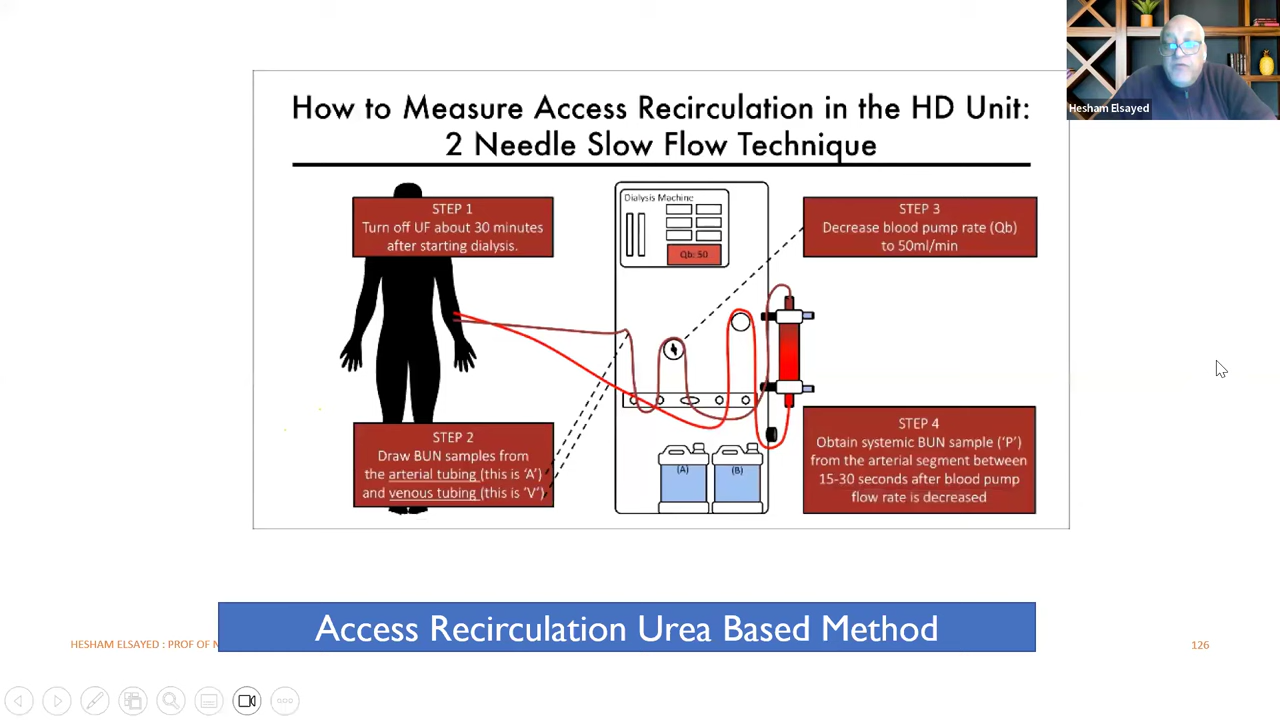 Hesham Elsayed
How to Measure Access Recirculation in the HD Unit:
2 Needle Slow Flow Technique
STEP 1
Turn off UF about 30 minutes
after starting dialysis.
Dialysis Machine
Qb: 50
STEP 3
Decrease blood pump rate (Qb)
to 50ml/min
STEP 2
Draw BUN samples from
the arterial tubing (this is ‘A’)
and venous tubing (this is ‘V’)
(A)
(B)
STEP 4
Obtain systemic BUN sample (‘P’)
from the arterial segment between
15-30 seconds after blood pump
flow rate is decreased
Access Recirculation Urea Based Method
HESHAM ELSAYED : PROF OF
126